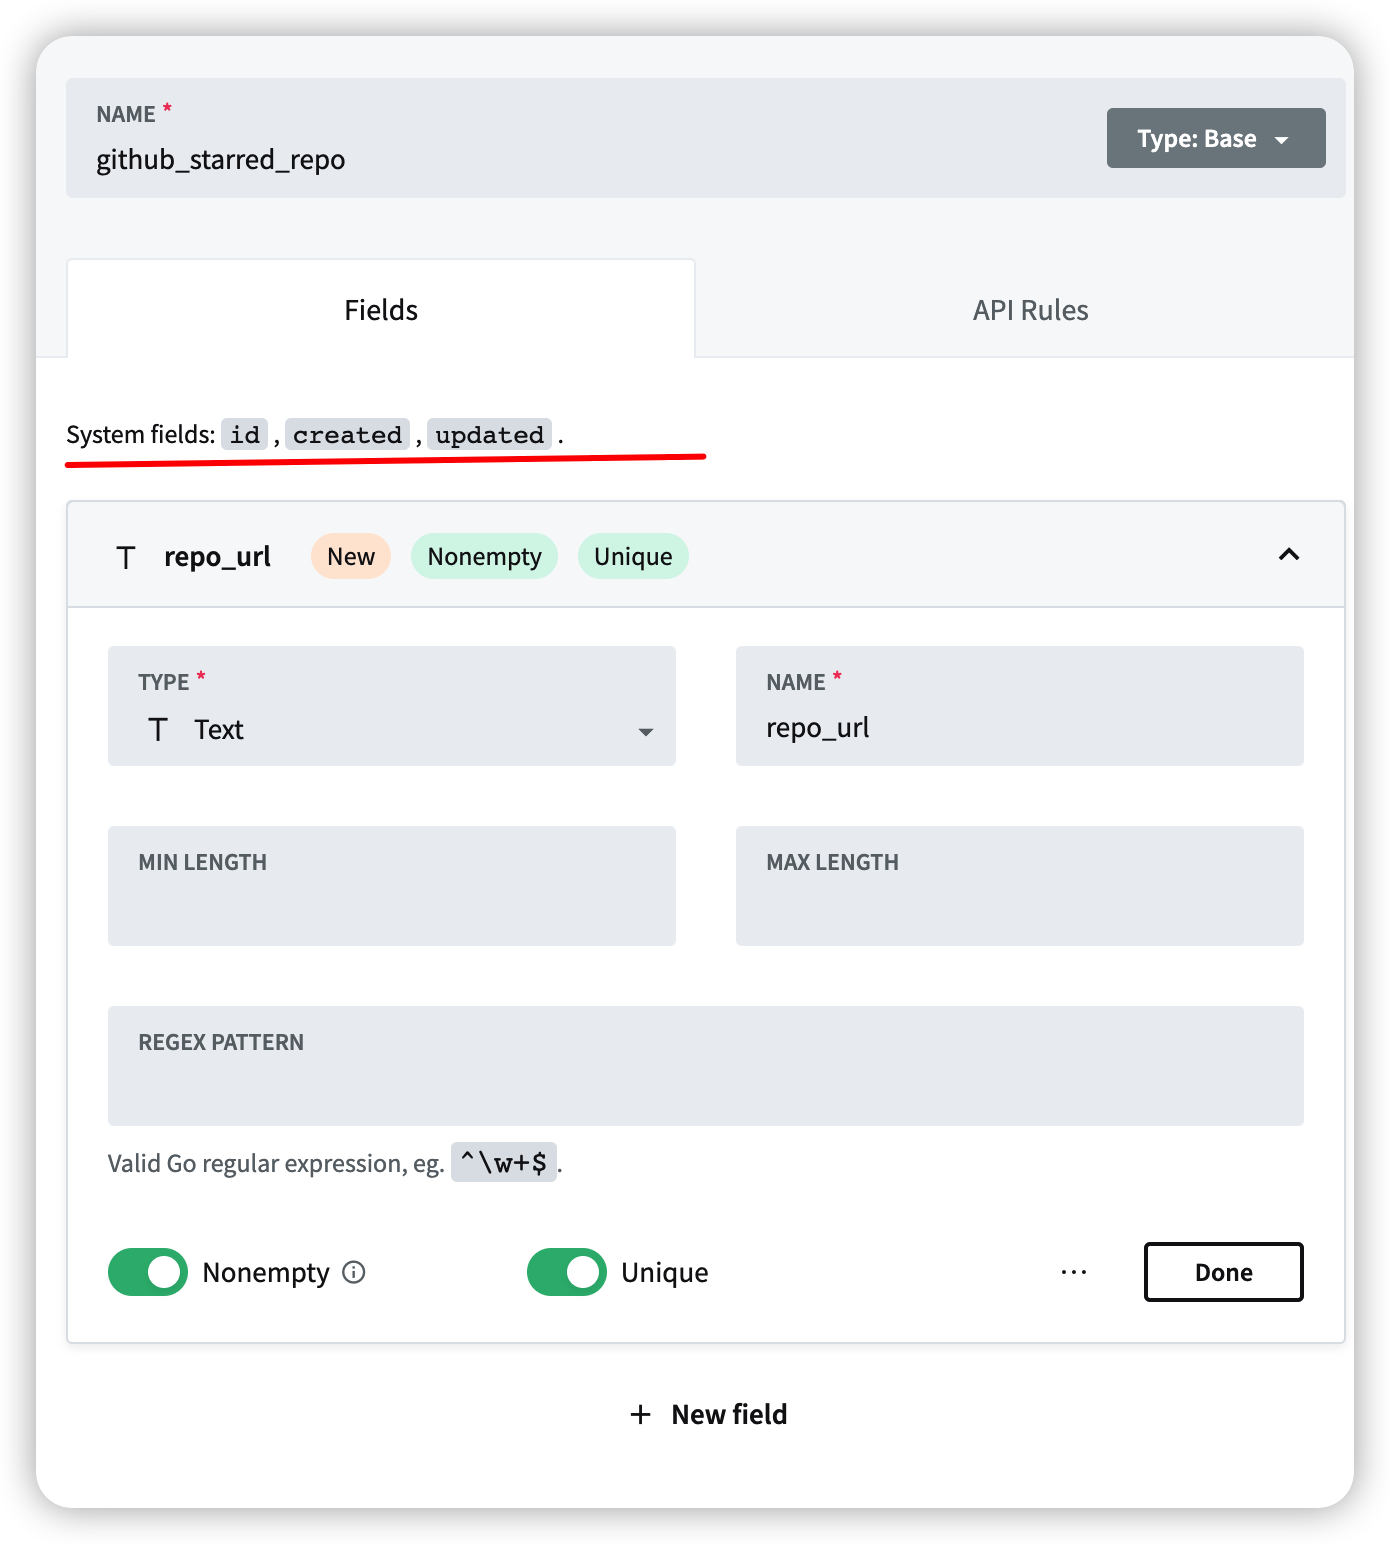 NAME *
github_starred_repo
Type: Base
Fields
API Rules
System fields: id , created , updated .
repo_url New Nonempty Unique
TYPE *
T Text
NAME *
repo_url
MIN LENGTH
MAX LENGTH
REGEX PATTERN
Valid Go regular expression, eg. ^\w+$.
Nonempty
Unique
...
Done
+ New field